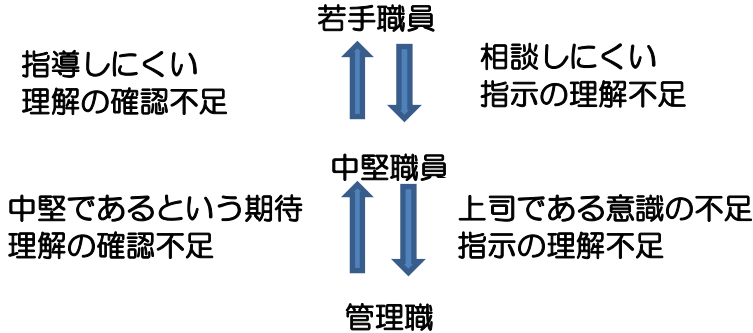 若手職員
指導しにくい
理解の確認不足
相談しにくい
指示の理解不足
中堅職員
中堅であるという期待
理解の確認不足
上司である意識の不足
指示の理解不足
管理職